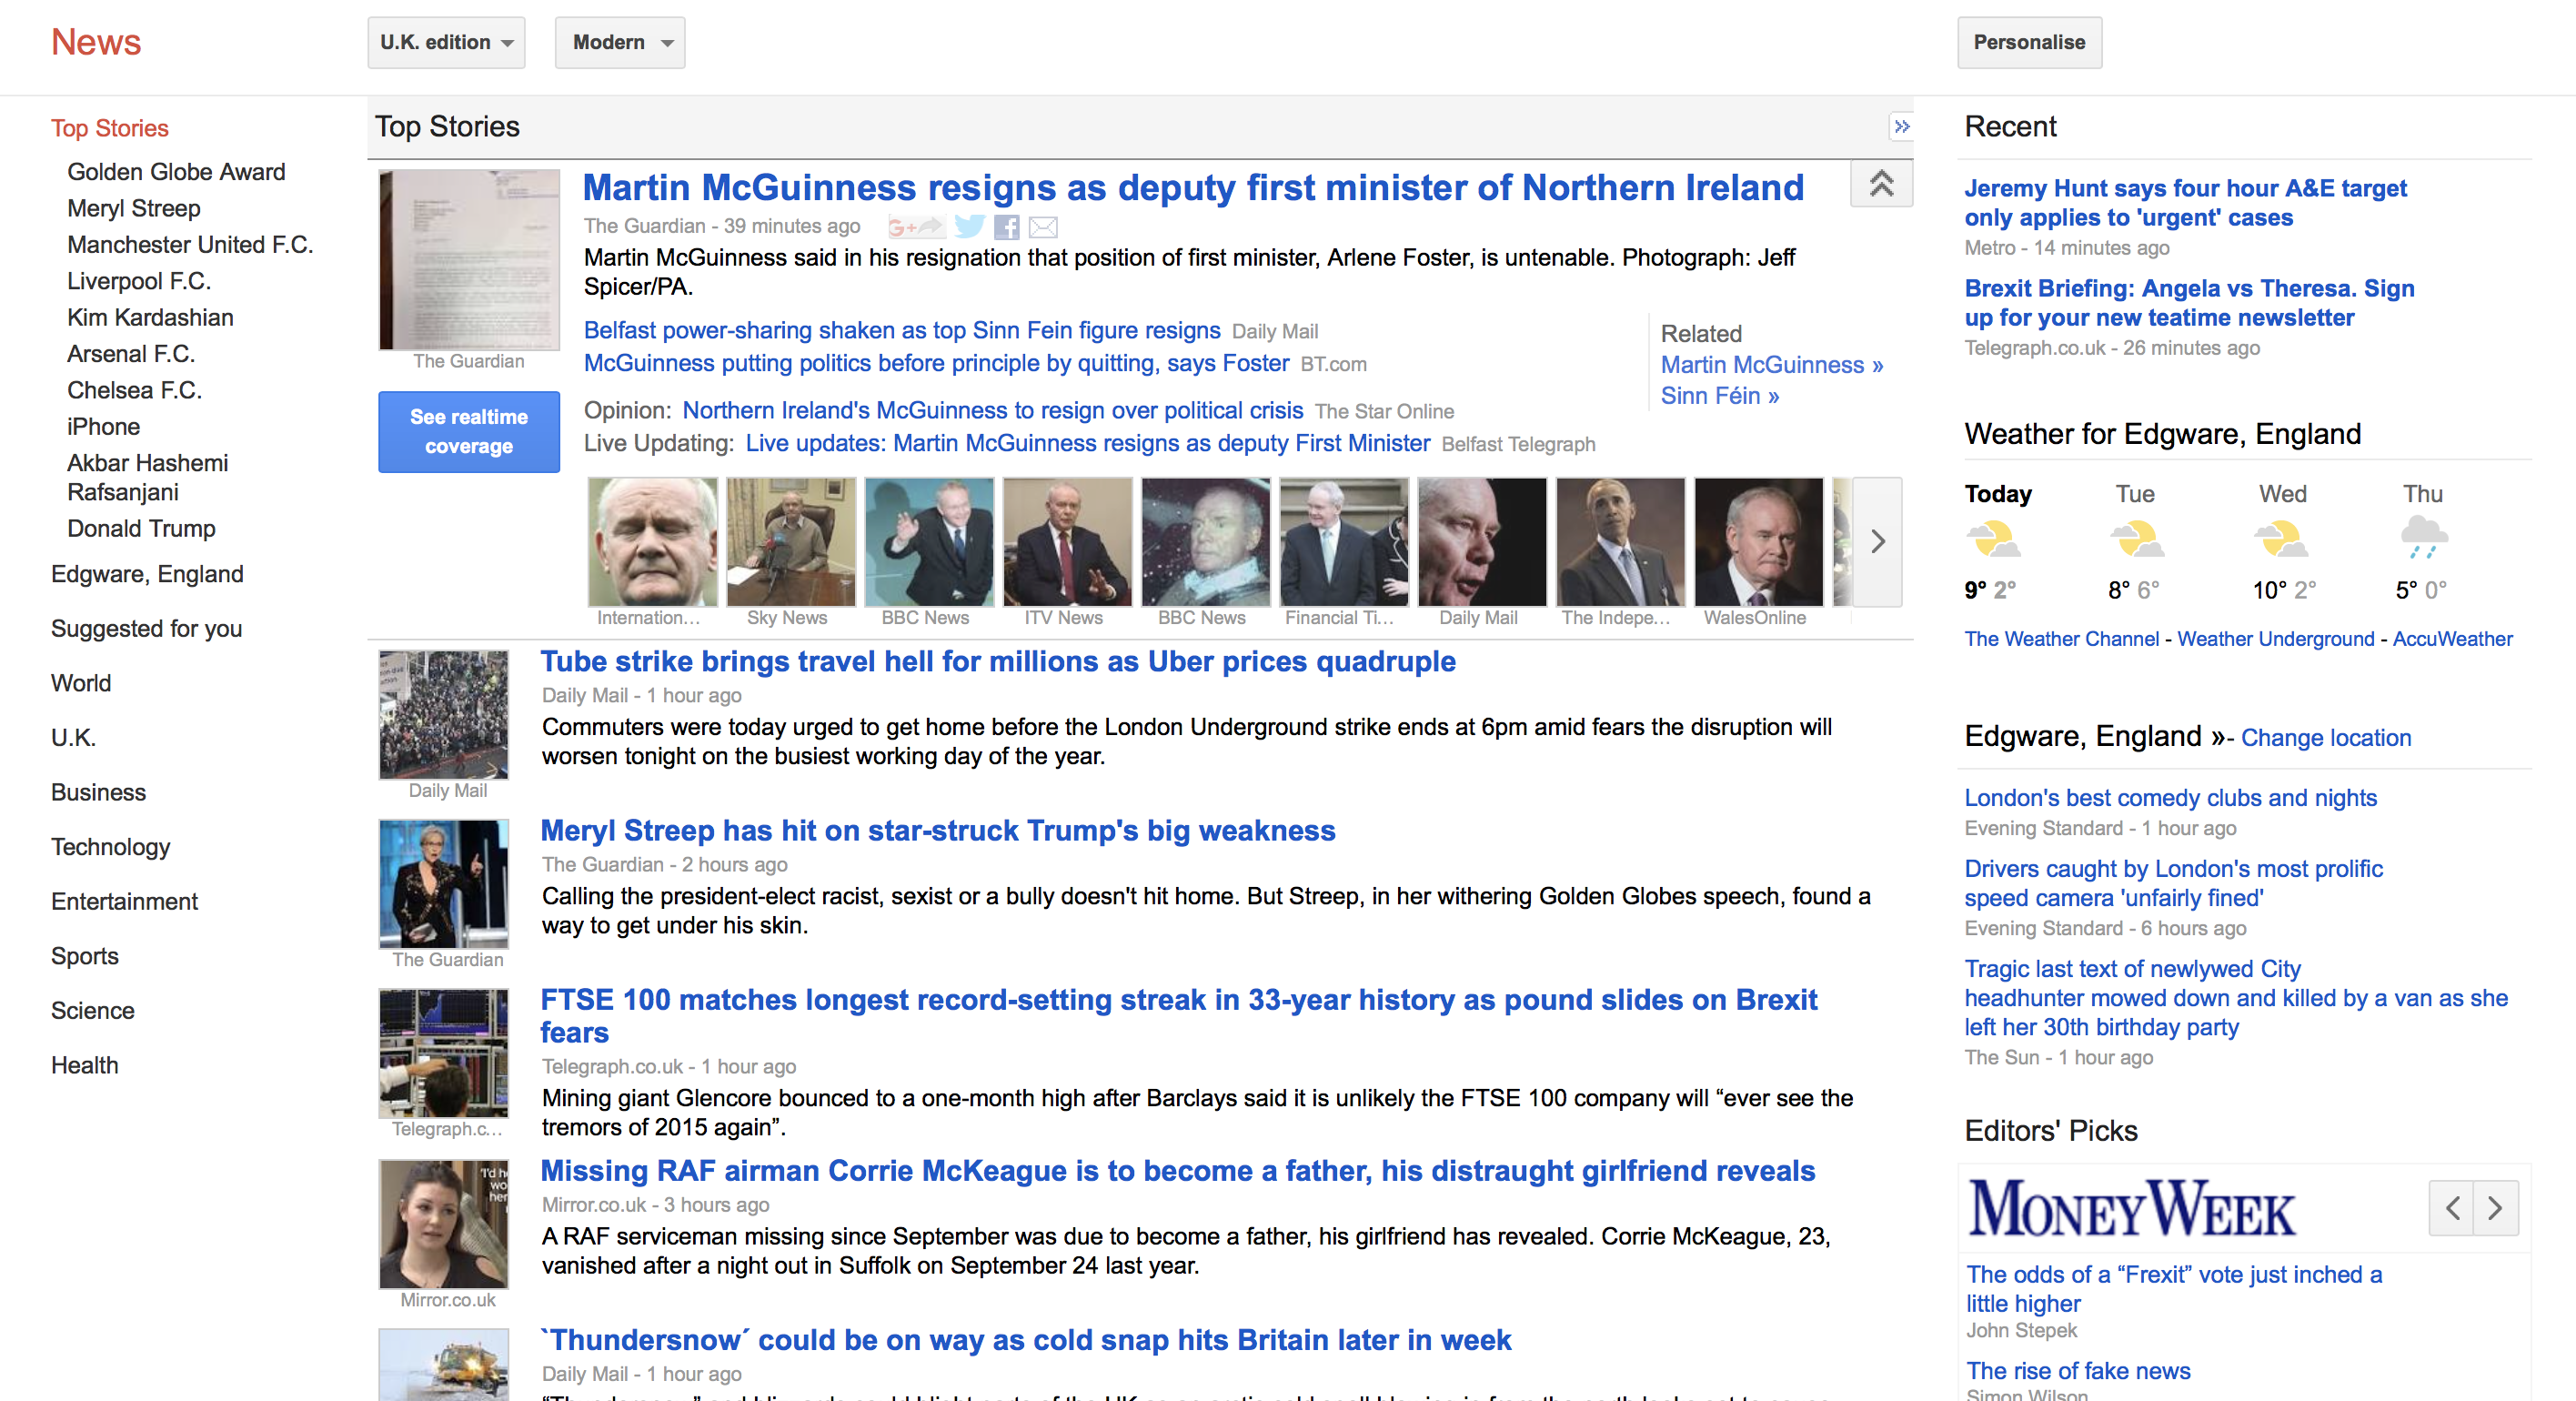 News
U.K. edition
Modern
Personalise
Top Stories
Golden Globe Award
Meryl Streep
Manchester United F.C.
Liverpool F.C.
Kim Kardashian
Arsenal F.C.
Chelsea F.C.
iPhone
Akbar Hashemi
Rafsanjani
Donald Trump
Edgware, England
Suggested for you
World
U.K.
Business
Technology
Entertainment
Sports
Science
Health
Top Stories
»
Martin McGuinness resigns as deputy first minister of Northern Ireland
The Guardian - 39 minutes ago
G+
Martin McGuinness said in his resignation that position of first minister, Arlene Foster, is untenable. Photograph: Jeff
Spicer/PA.
The Guardian
See realtime
coverage
Belfast power-sharing shaken as top Sinn Fein figure resigns Daily Mail
McGuinness putting politics before principle by quitting, says Foster BT.com
Opinion: Northern Ireland's McGuinness to resign over political crisis The Star Online
Live Updating: Live updates: Martin McGuinness resigns as deputy First Minister Belfast Telegraph
Related
Martin McGuinness »
Sinn Féin »
Internation... Sky News BBC News ITV News BBC News Financial Ti... Daily Mail The Indepe... WalesOnline
Tube strike brings travel hell for millions as Uber prices quadruple
Daily Mail - 1 hour ago
Commuters were today urged to get home before the London Underground strike ends at 6pm amid fears the disruption will
worsen tonight on the busiest working day of the year.
Daily Mail
Meryl Streep has hit on star-struck Trump's big weakness
The Guardian - 2 hours ago
Calling the president-elect racist, sexist or a bully doesn't hit home. But Streep, in her withering Golden Globes speech, found a
way to get under his skin.
The Guardian
FTSE 100 matches longest record-setting streak in 33-year history as pound slides on Brexit
fears
Telegraph.co.uk - 1 hour ago
Mining giant Glencore bounced to a one-month high after Barclays said it is unlikely the FTSE 100 company will “ever see the
tremors of 2015 again”.
Telegraph.c...
Missing RAF airman Corrie McKeague is to become a father, his distraught girlfriend reveals
Mirror.co.uk - 3 hours ago
A RAF serviceman missing since September was due to become a father, his girlfriend has revealed. Corrie McKeague, 23,
vanished after a night out in Suffolk on September 24 last year.
Mirror.co.uk
`Thundersnow´ could be on way as cold snap hits Britain later in week
Daily Mail - 1 hour ago
Recent
Jeremy Hunt says four hour A&E target
only applies to 'urgent' cases
Metro - 14 minutes ago
Brexit Briefing: Angela vs Theresa. Sign
up for your new teatime newsletter
Telegraph.co.uk - 26 minutes ago
Weather for Edgware, England
Today Tue Wed Thu
9° 2° 8° 6° 10° 2° 5° 0°
The Weather Channel - Weather Underground - AccuWeather
Edgware, England »- Change location
London's best comedy clubs and nights
Evening Standard - 1 hour ago
Drivers caught by London's most prolific
speed camera 'unfairly fined'
Evening Standard - 6 hours ago
Tragic last text of newlywed City
headhunter mowed down and killed by a van as she
left her 30th birthday party
The Sun - 1 hour ago
Editors' Picks
MONEYWEEK
The odds of a “Frexit” vote just inched a
little higher
John Stepek
The rise of fake news
Simon Wilson